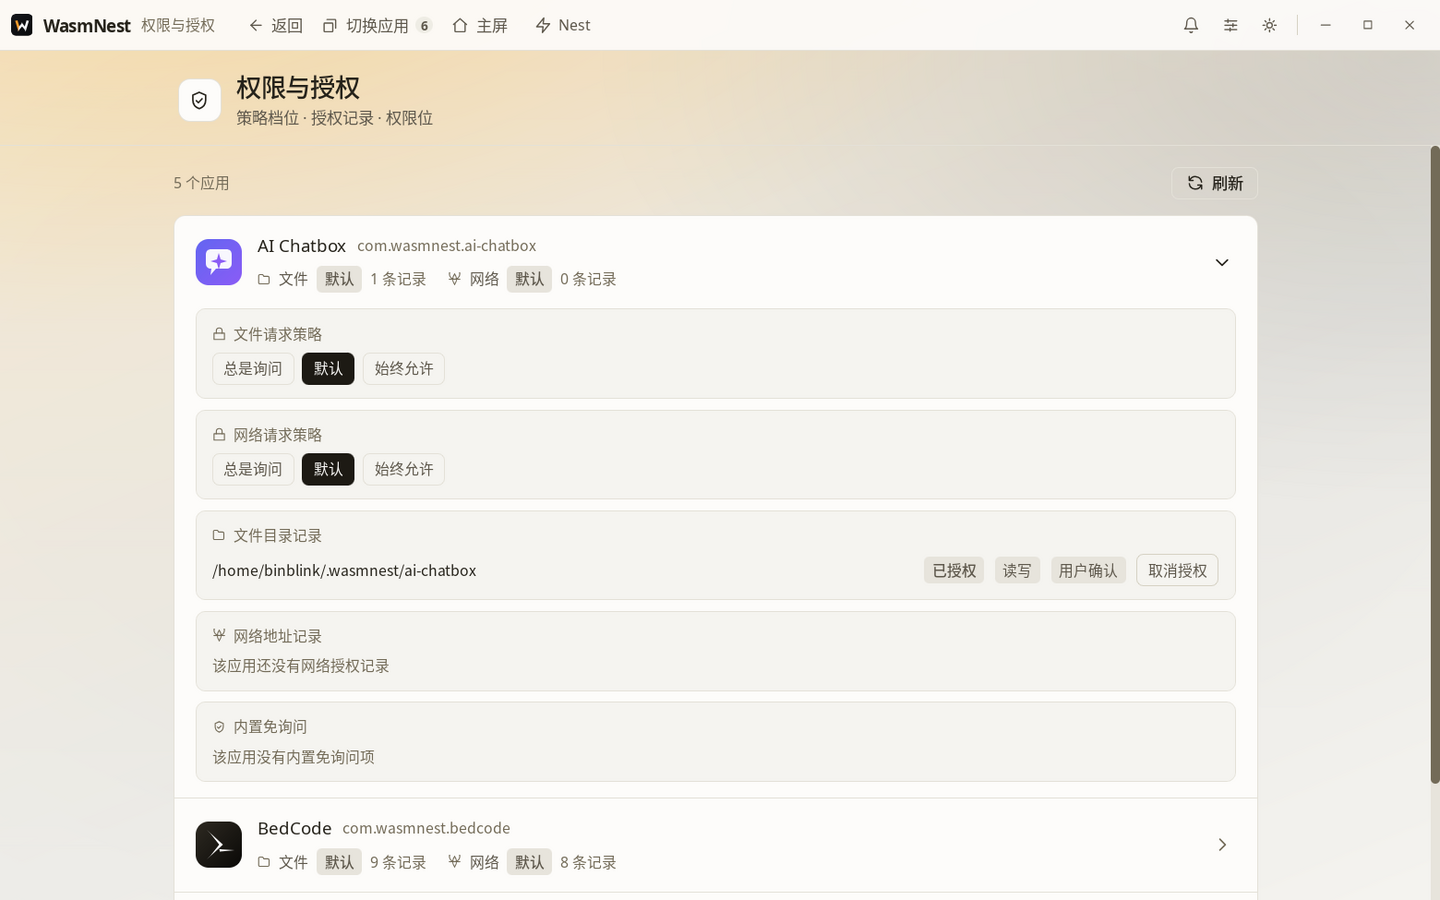 WasmNest 权限与授权 返回 切换应用 6 主屏 Nest
权限与授权
策略档位 · 授权记录 · 权限位
5 个应用 刷新
AI Chatbox com.wasmnest.ai-chatbox
文件 默认 1 条记录 网络 默认 0 条记录
文件请求策略
总是询问 默认 始终允许
网络请求策略
总是询问 默认 始终允许
文件目录记录
/home/binblink/.wasmnest/ai-chatbox 已授权 读写 用户确认 取消授权
网络地址记录
该应用还没有网络授权记录
内置免询问
该应用没有内置免询问项
BedCode com.wasmnest.bedcode
文件 默认 9 条记录 网络 默认 8 条记录